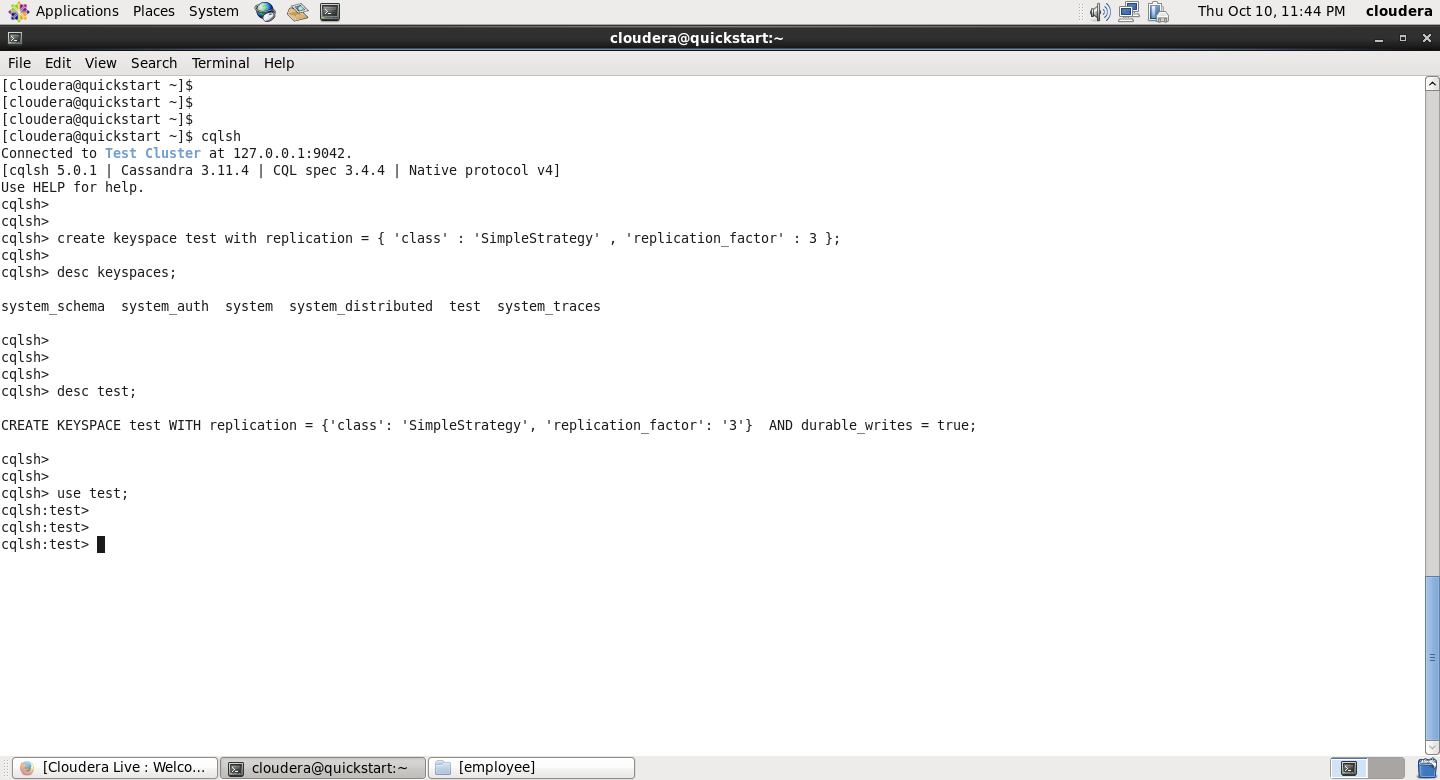 Applications Places System Thu Oct 10, 11:44 PM cloudera
cloudera@quickstart:~
File Edit View Search Terminal Help
[cloudera@quickstart ~]$
[cloudera@quickstart ~]$
[cloudera@quickstart ~]$
[cloudera@quickstart ~]$ cqlsh
Connected to Test Cluster at 127.0.0.1:9042.
[cqlsh 5.0.1 | Cassandra 3.11.4 | CQL spec 3.4.4 | Native protocol v4]
Use HELP for help.
cqlsh>
cqlsh>
cqlsh> create keyspace test with replication = { 'class' : 'SimpleStrategy' , 'replication_factor' : 3 };
cqlsh>
cqlsh> desc keyspaces;
system_schema  system_auth  system  system_distributed  test  system_traces
cqlsh>
cqlsh>
cqlsh>
cqlsh> desc test;
CREATE KEYSPACE test WITH replication = {'class': 'SimpleStrategy', 'replication_factor': '3'}  AND durable_writes = true;
cqlsh>
cqlsh>
cqlsh> use test;
cqlsh:test>
cqlsh:test>
cqlsh:test>
[Cloudera Live : Welco... cloudera@quickstart:~ [employee]